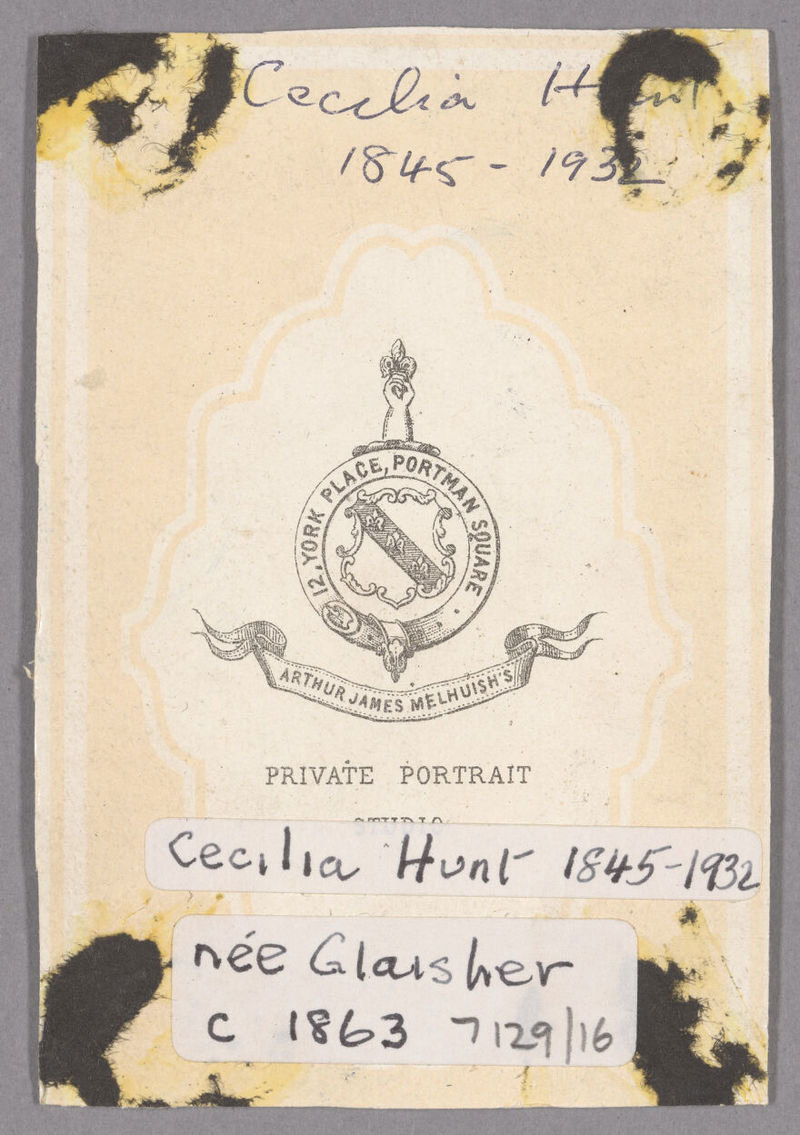 Cecilia Hunt
1845 - 1932
12, YORK PLACE, PORTMAN SQUARE
ARTHUR JAMES MELHUISH'S
PRIVATE PORTRAIT
STUDIO
Cecilia Hunt 1845-1932
née Glaisher
c 1863 7129/16